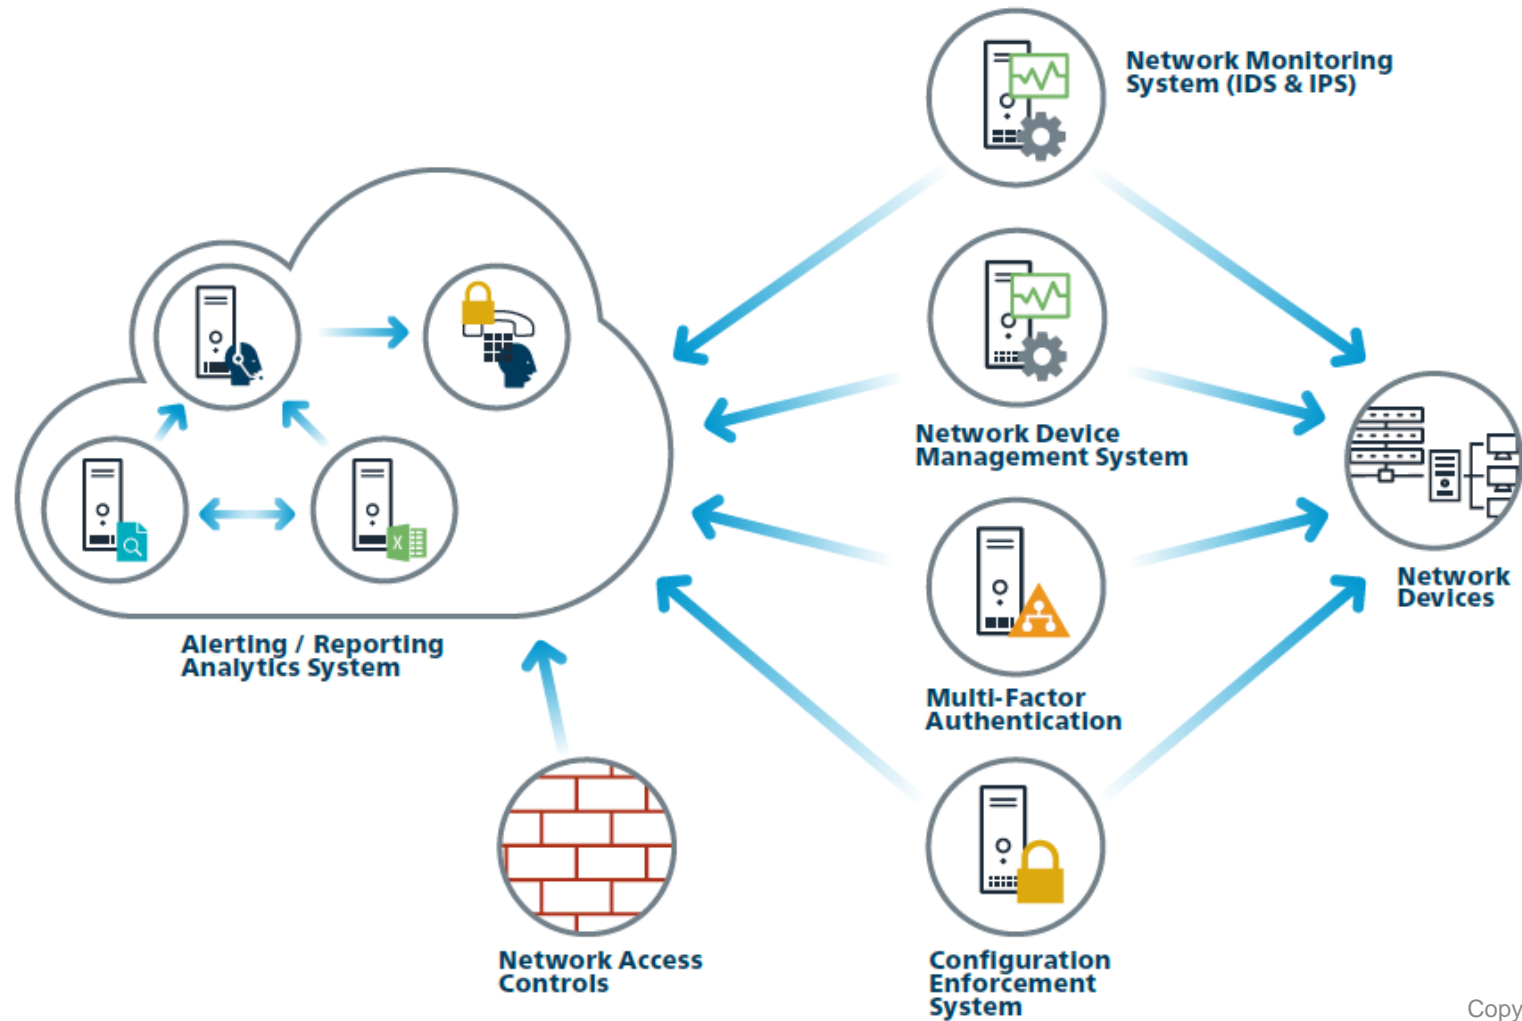 Network Monitoring
System (IDS & IPS)
Network Device
Management System
Network
Devices
Alerting / Reporting
Analytics System
Multi-Factor
Authentication
Network Access
Controls
Configuration
Enforcement
System
X
Copy